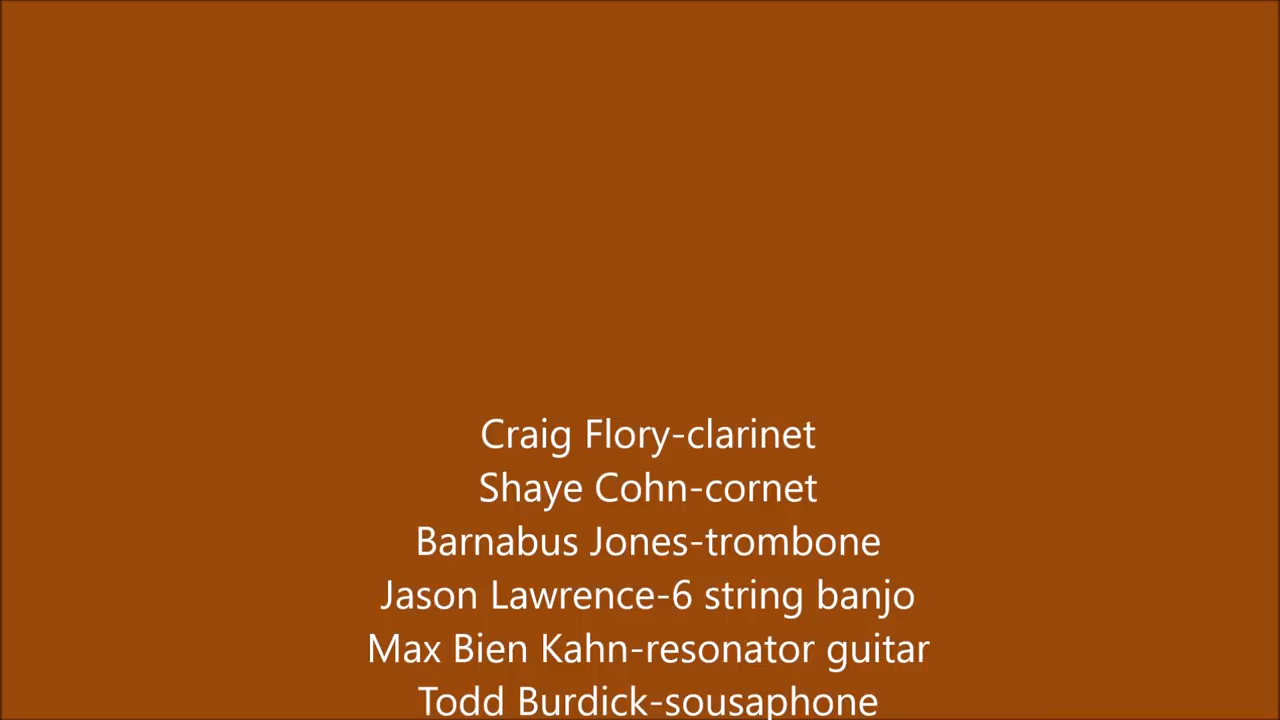 Craig Flory-clarinet
Shaye Cohn-cornet
Barnabus Jones-trombone
Jason Lawrence-6 string banjo
Max Bien Kahn-resonator guitar
Todd Burdick-sousaphone